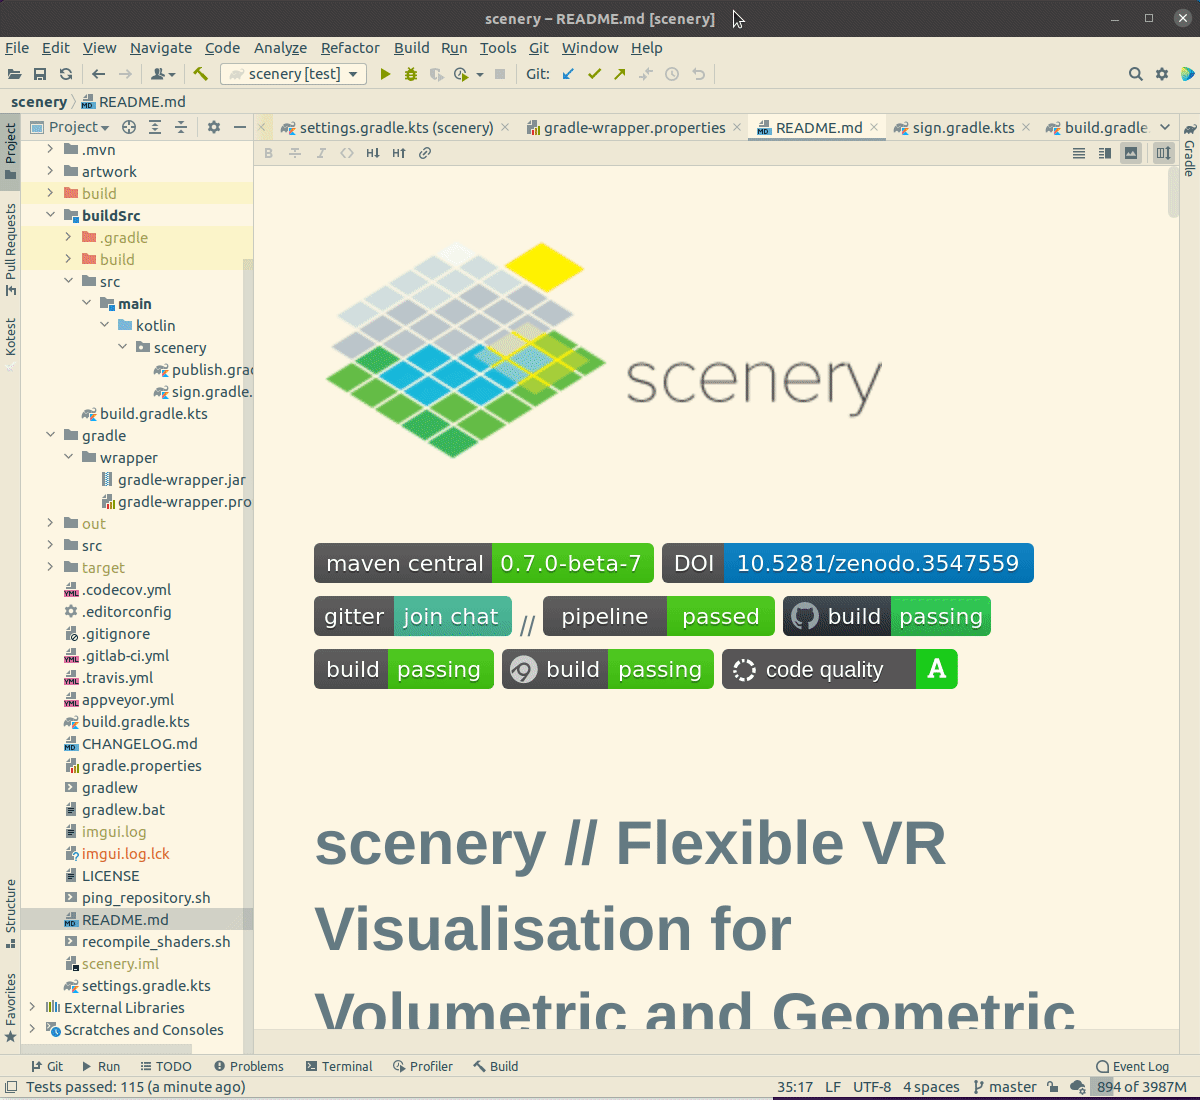 scenery – README.md [scenery]
File Edit View Navigate Code Analyze Refactor Build Run Tools Git Window Help
scenery [test] Git:
scenery README.md
Project
settings.gradle.kts (scenery) gradle-wrapper.properties README.md sign.gradle.kts build.gradle
B I <> H↓ H↑
Project
Pull Requests
Kotest
Structure
Favorites
Gradle
.mvn
artwork
build
buildSrc
.gradle
build
src
main
kotlin
scenery
publish.grad
sign.gradle.
build.gradle.kts
gradle
wrapper
gradle-wrapper.jar
gradle-wrapper.pro
out
src
target
.codecov.yml
.editorconfig
.gitignore
.gitlab-ci.yml
.travis.yml
appveyor.yml
build.gradle.kts
CHANGELOG.md
gradle.properties
gradlew
gradlew.bat
imgui.log
imgui.log.lck
LICENSE
ping_repository.sh
README.md
recompile_shaders.sh
scenery.iml
settings.gradle.kts
External Libraries
Scratches and Consoles
scenery
maven central 0.7.0-beta-7 DOI 10.5281/zenodo.3547559
gitter join chat // pipeline passed build passing
build passing build passing code quality A
scenery // Flexible VR
Visualisation for
Volumetric and Geometric
Git Run TODO Problems Terminal Profiler Build Event Log
Tests passed: 115 (a minute ago) 35:17 LF UTF-8 4 spaces master 894 of 3987M